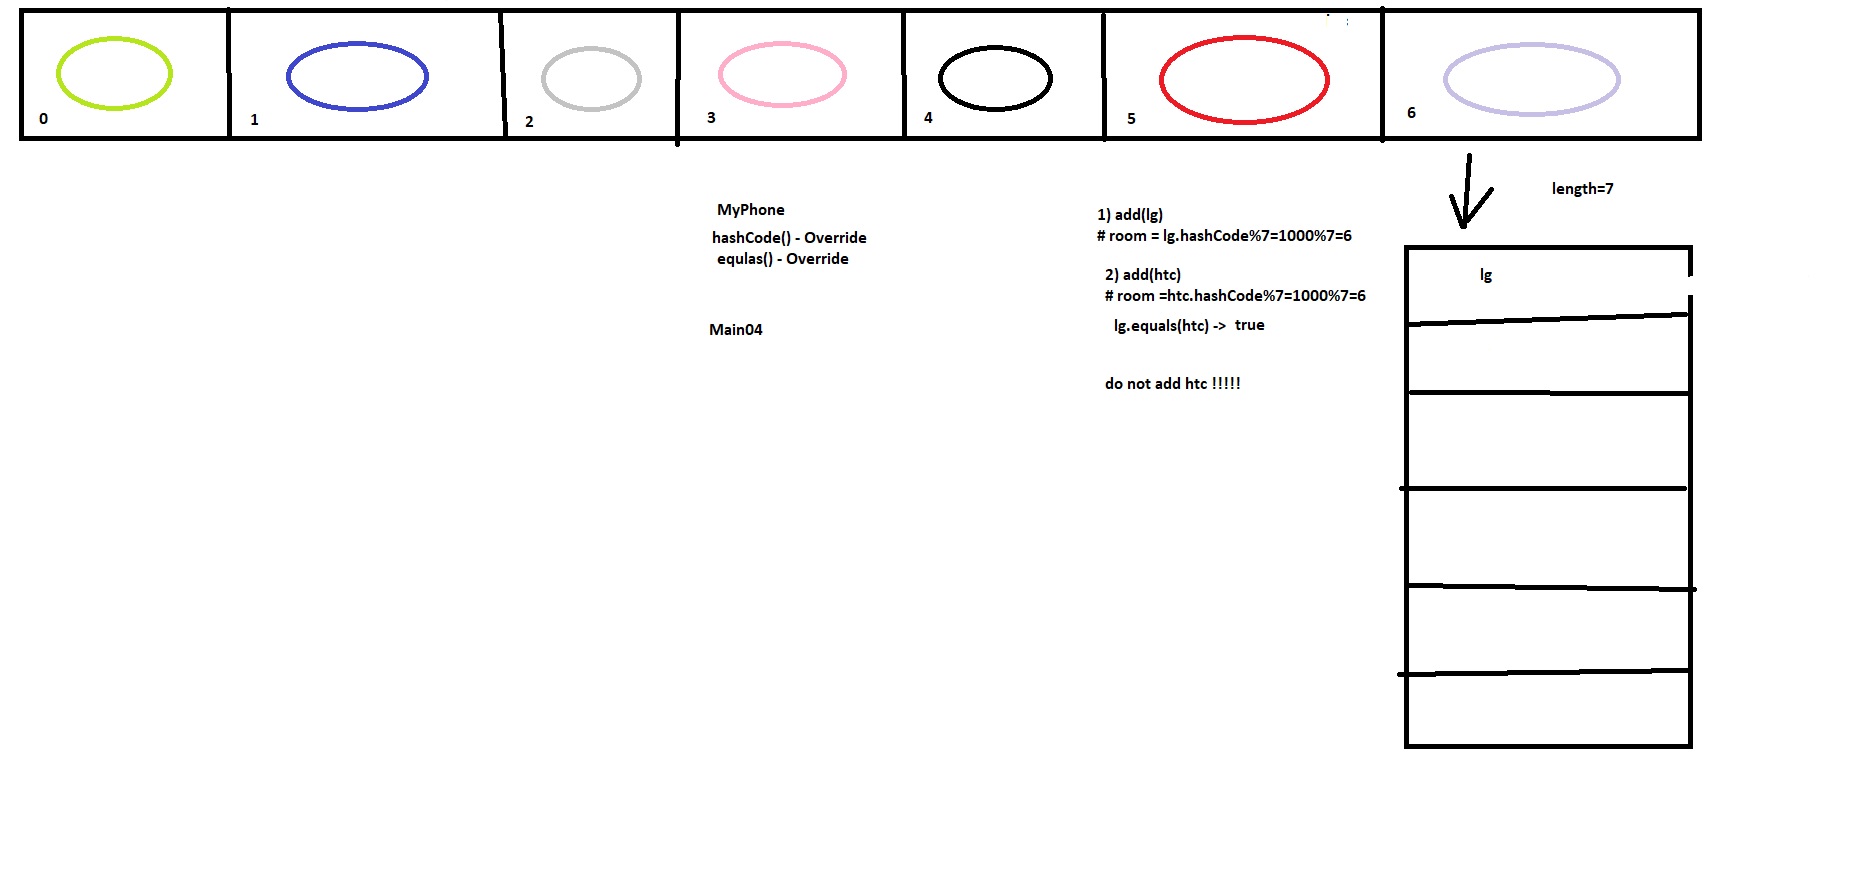 0
1
2
3
4
5
6
length=7
MyPhone
hashCode() - Override
equlas() - Override
Main04
1) add(lg)
# room = lg.hashCode%7=1000%7=6
2) add(htc)
# room =htc.hashCode%7=1000%7=6
lg.equals(htc) -> true
do not add htc !!!!!
lg